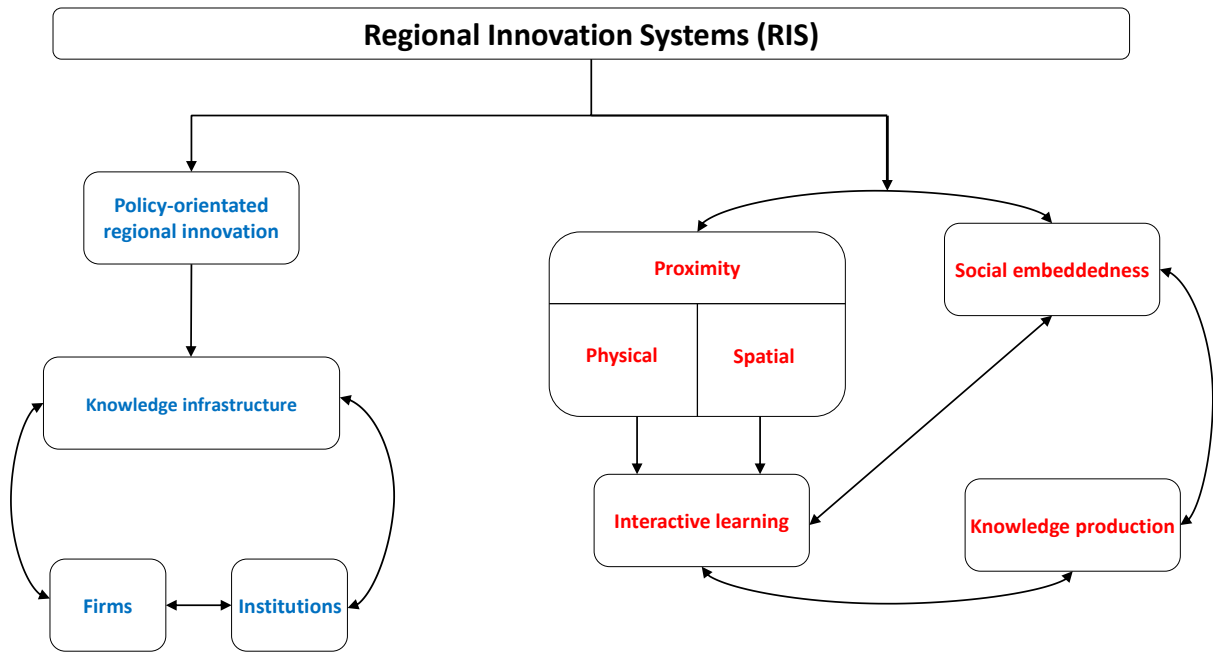 Regional Innovation Systems (RIS)
Policy-orientated
regional innovation
Proximity
Social embeddedness
Physical
Spatial
Knowledge infrastructure
Interactive learning
Knowledge production
Firms
Institutions